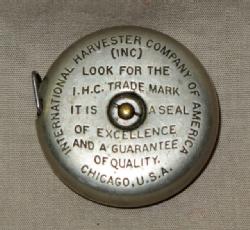 INTERNATIONAL HARVESTER COMPANY OF AMERICA
(INC)
LOOK FOR THE
I.H.C. TRADE MARK
IT IS A SEAL
OF EXCELLENCE
AND A GUARANTEE
OF QUALITY.
CHICAGO, U.S.A.